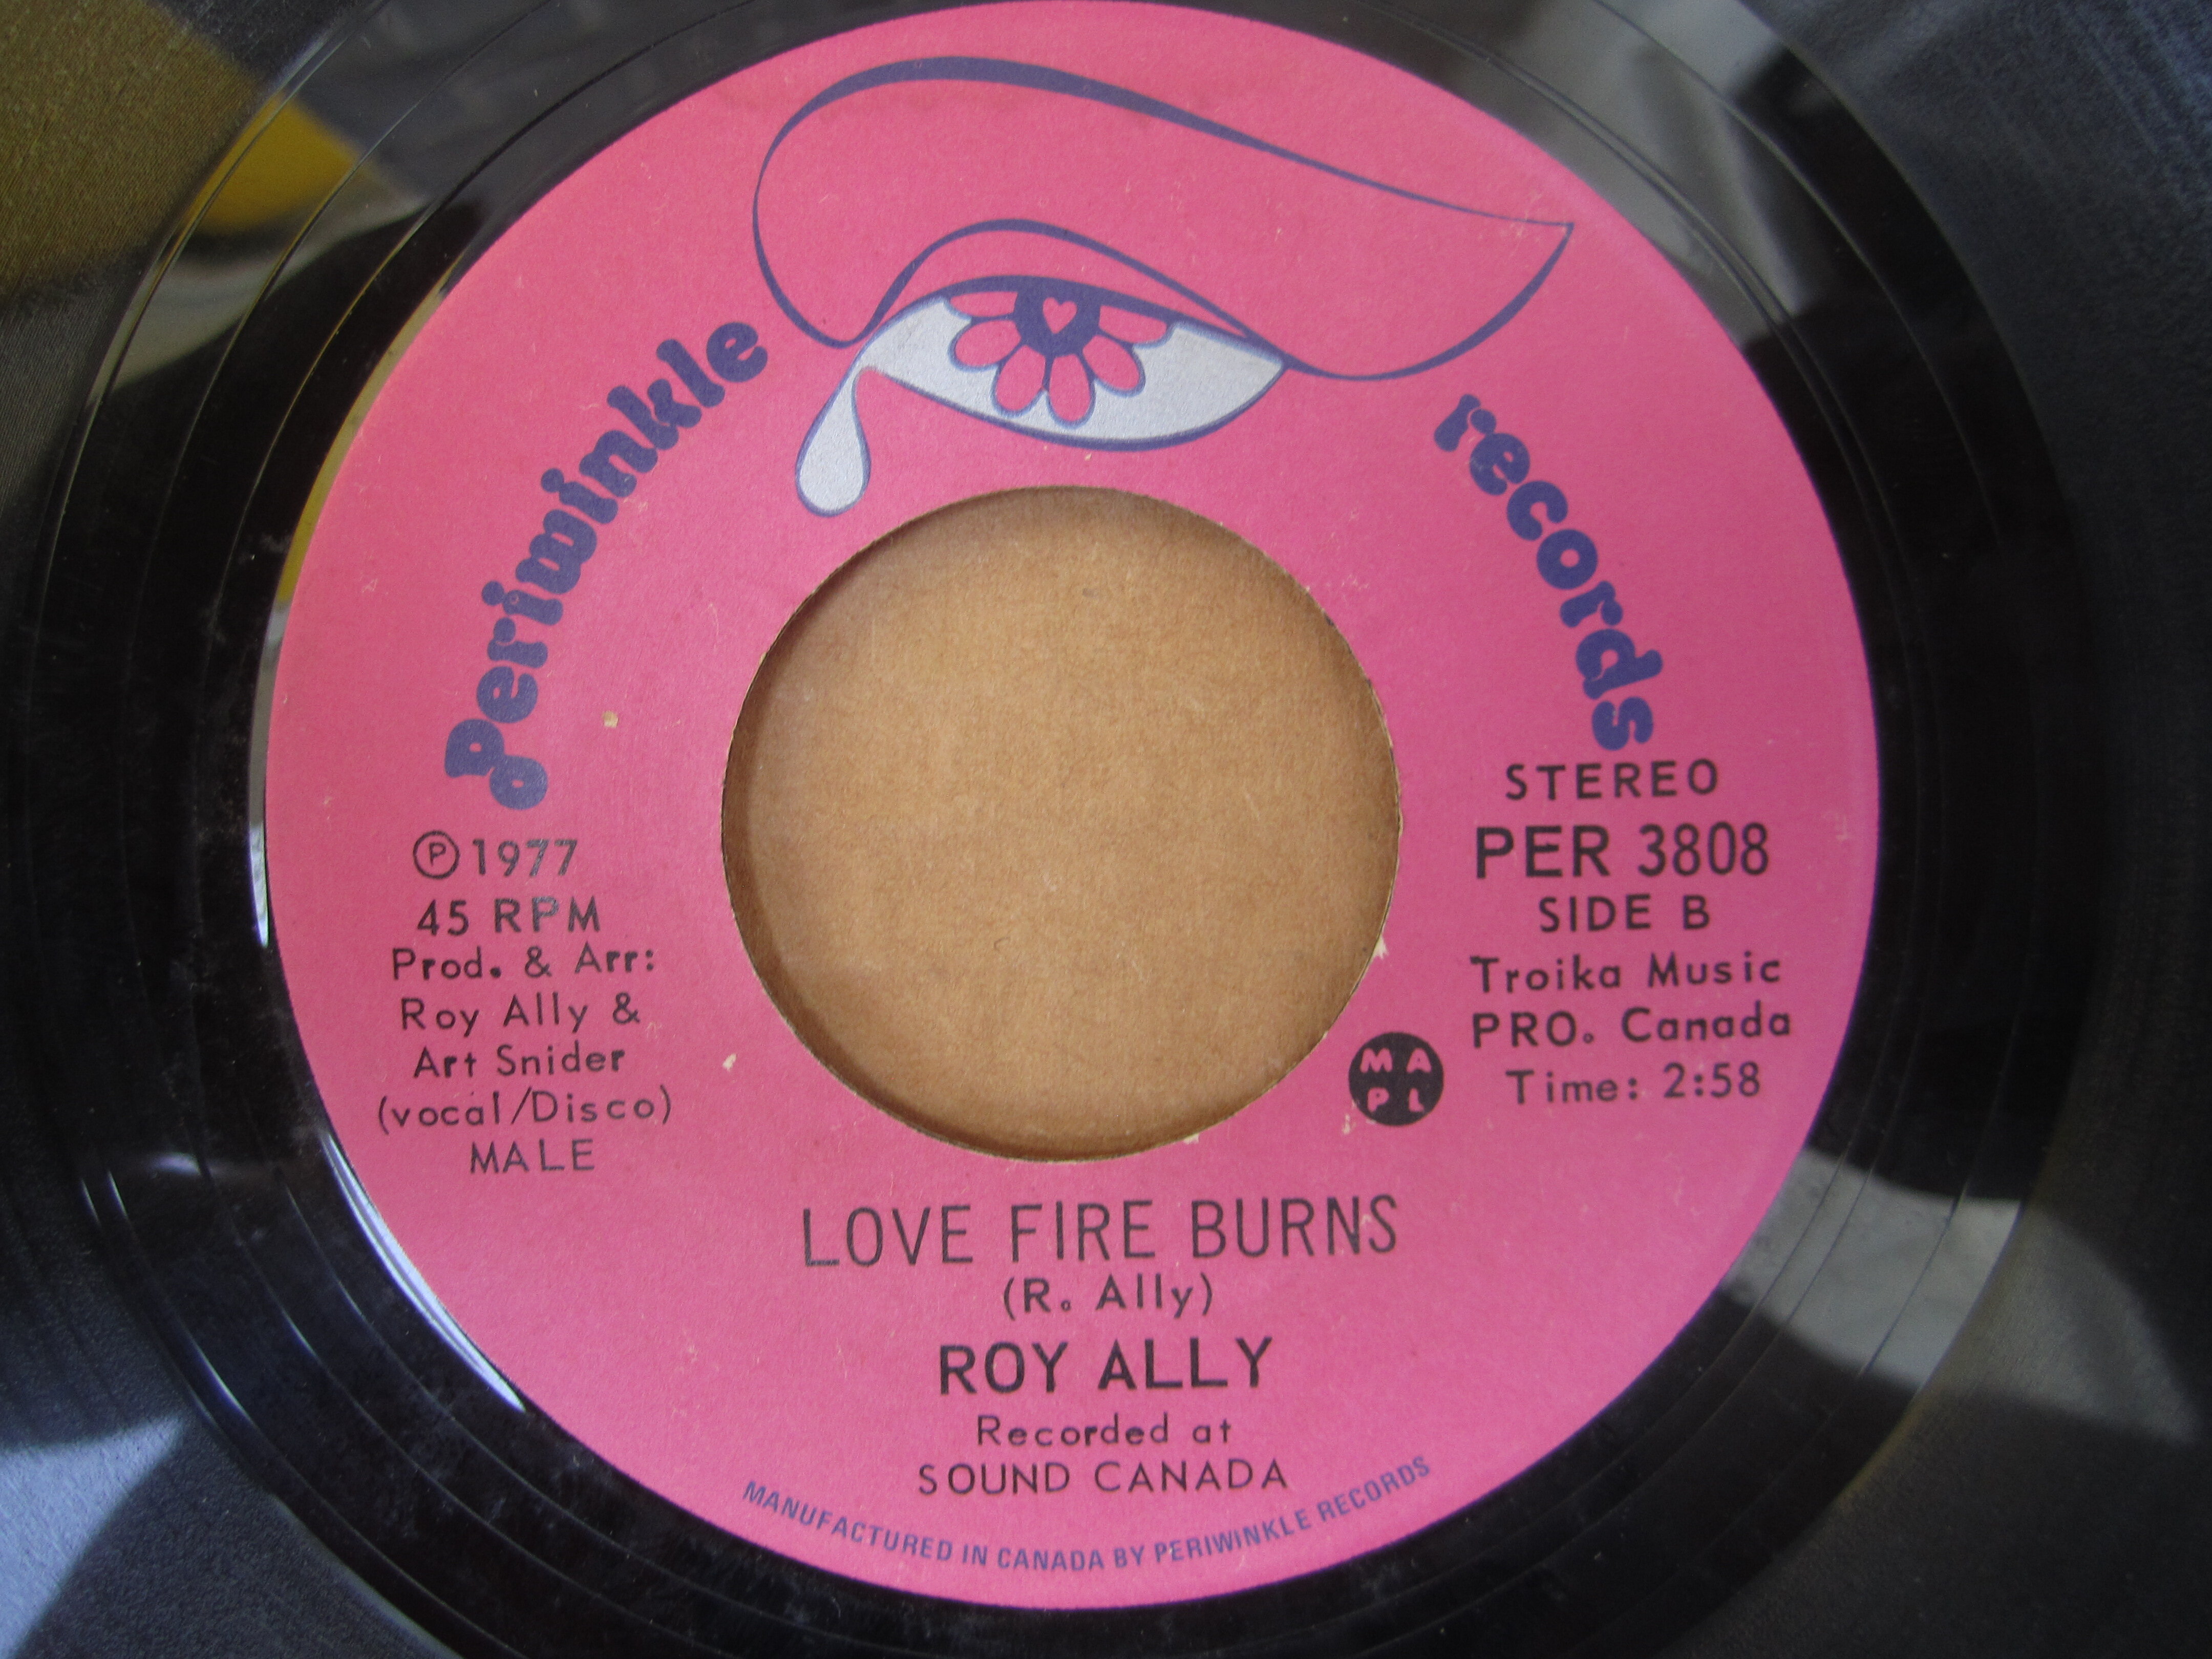 Periwinkle records
℗1977
45 RPM
Prod. & Arr:
Roy Ally &
Art Snider
(vocal/Disco)
MALE
STEREO
PER 3808
SIDE B
Troika Music
PRO. Canada
Time: 2:58
M A
P L
LOVE FIRE BURNS
(R. Ally)
ROY ALLY
Recorded at
SOUND CANADA
MANUFACTURED IN CANADA BY PERIWINKLE RECORDS